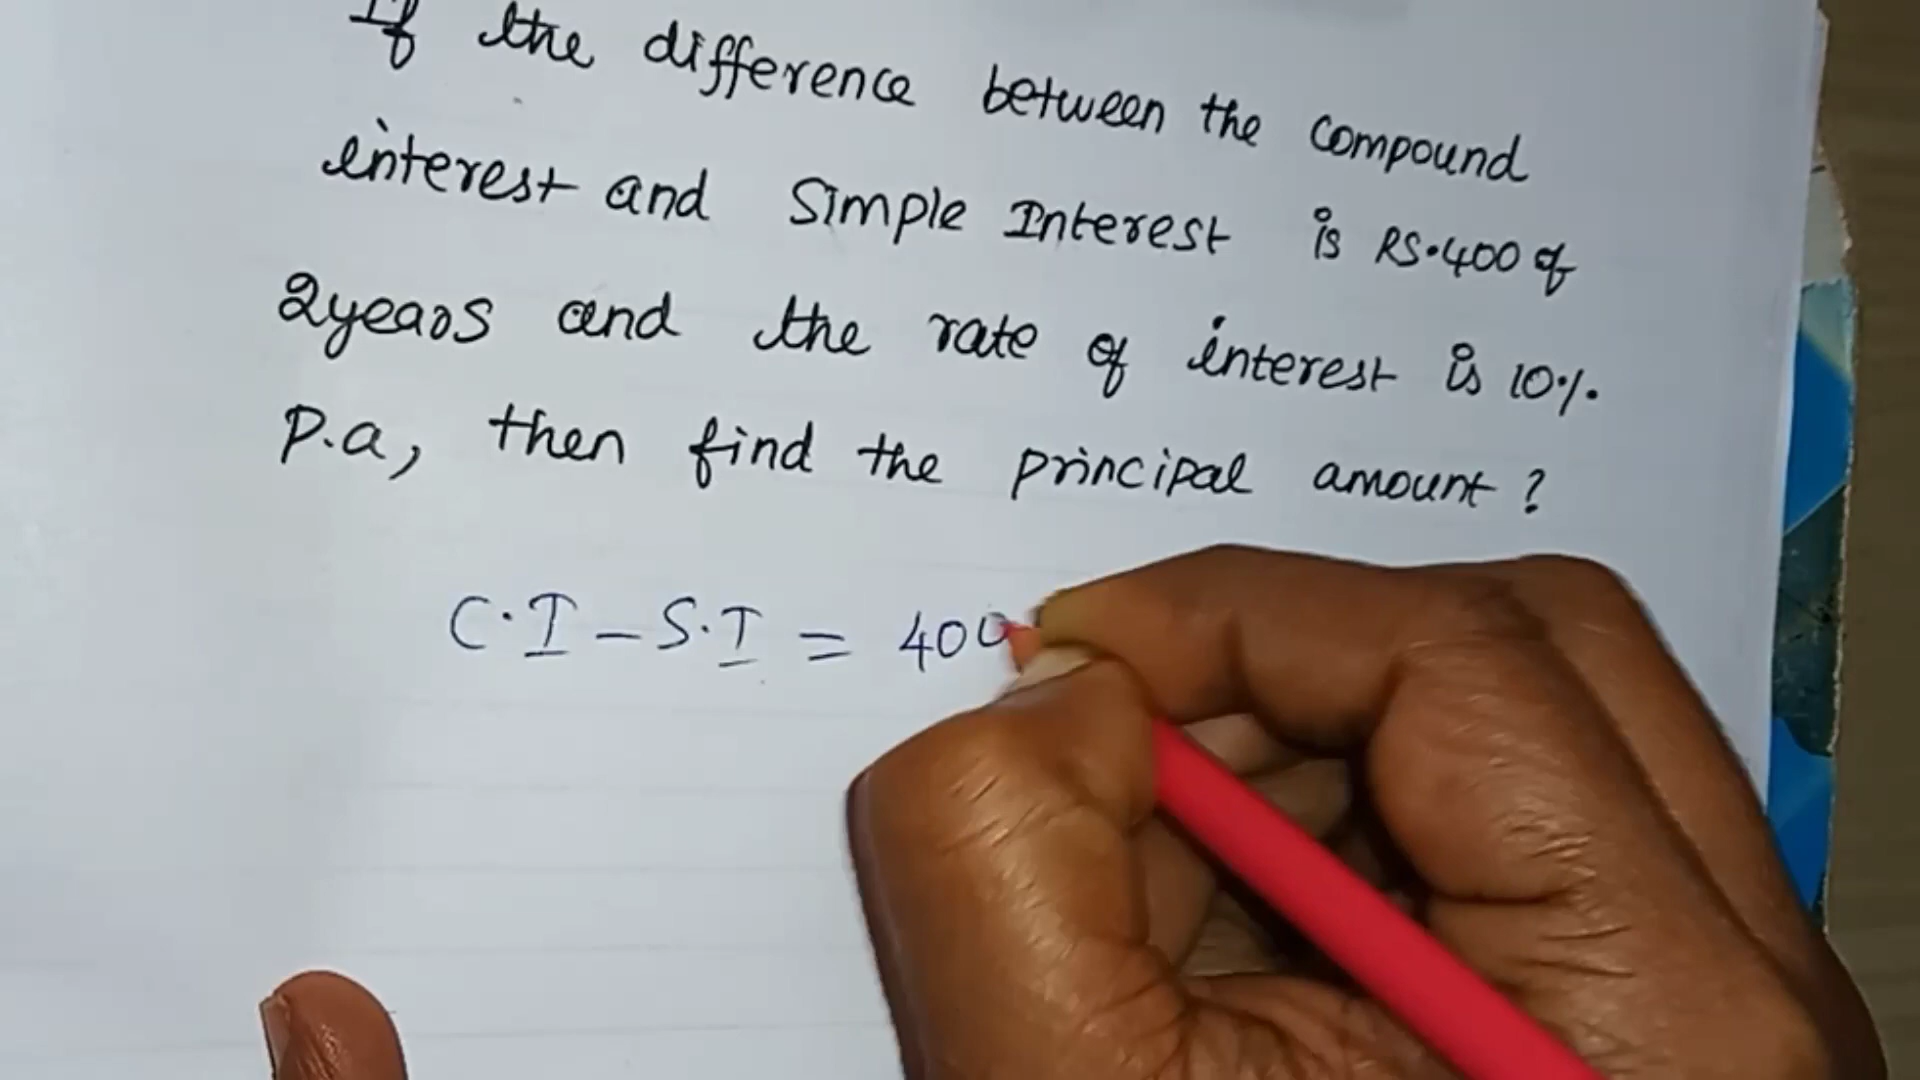 If the difference between the compound
interest and Simple Interest is RS.400 of
2years and the rate of interest is 10%.
P.a, then find the principal amount?
C.I - S.I = 400